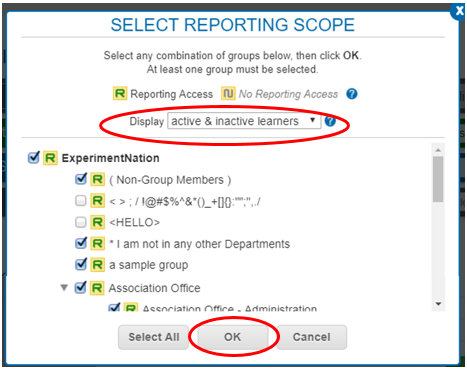 X
SELECT REPORTING SCOPE
Select any combination of groups below, then click OK.
At least one group must be selected.
R Reporting Access N No Reporting Access ?
Display active & inactive learners ?
R ExperimentNation
R ( Non-Group Members )
R < > ; / !@#$%^&*()_+[]{}:"";",./
R <HELLO>
R * I am not in any other Departments
R a sample group
R Association Office
R Association Office - Administration
Select All OK Cancel